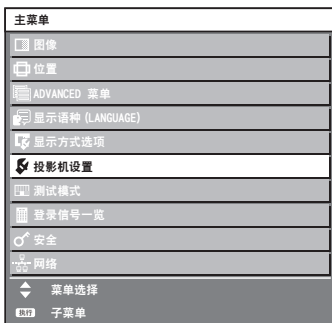 主菜单
图像
位置
ADVANCED 菜单
显示语种 (LANGUAGE)
显示方式选项
投影机设置
测试模式
登录信号一览
安全
网络
菜单选择
执行 子菜单